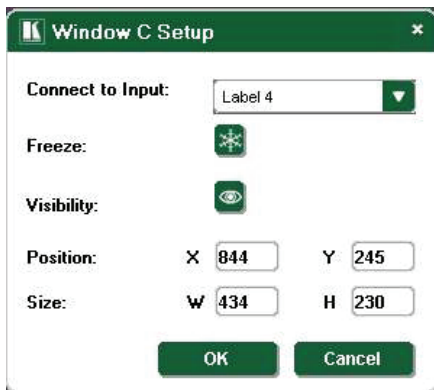 Window C Setup
Connect to Input: Label 4
Freeze:
Visibility:
Position: X 844 Y 245
Size: W 434 H 230
OK Cancel